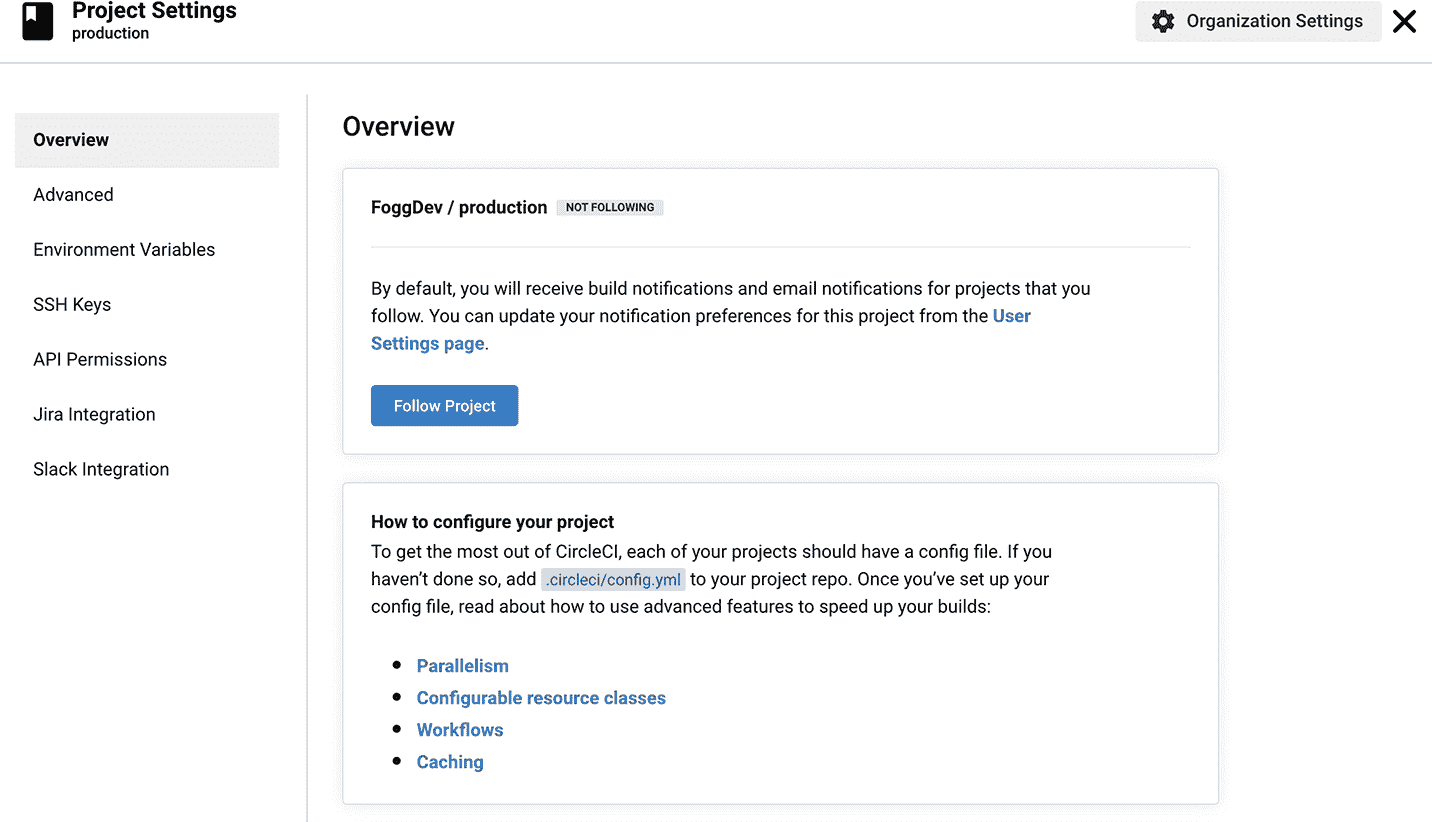 Project Settings
production
Organization Settings
Overview
Advanced
Environment Variables
SSH Keys
API Permissions
Jira Integration
Slack Integration
Overview
FoggDev / production NOT FOLLOWING
By default, you will receive build notifications and email notifications for projects that you
follow. You can update your notification preferences for this project from the User
Settings page.
Follow Project
How to configure your project
To get the most out of CircleCI, each of your projects should have a config file. If you
haven’t done so, add .circleci/config.yml to your project repo. Once you’ve set up your
config file, read about how to use advanced features to speed up your builds:
Parallelism
Configurable resource classes
Workflows
Caching